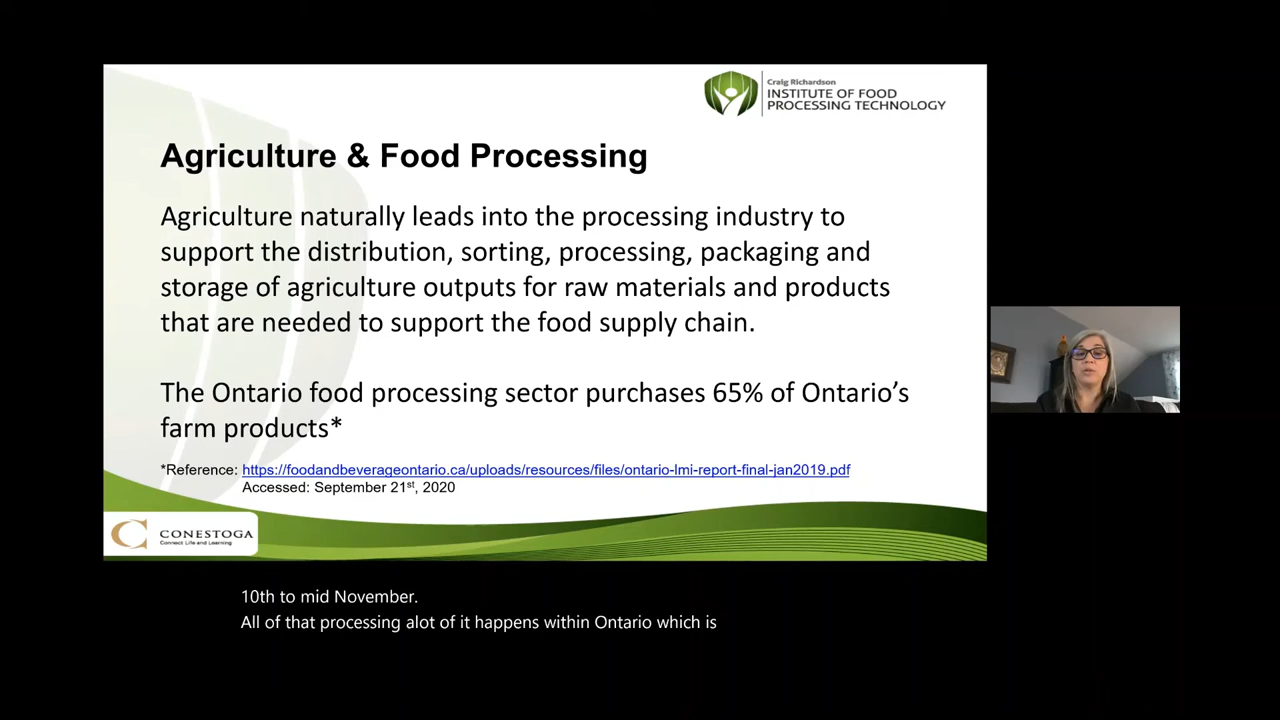 Craig Richardson
INSTITUTE OF FOOD
PROCESSING TECHNOLOGY
Agriculture & Food Processing
Agriculture naturally leads into the processing industry to
support the distribution, sorting, processing, packaging and
storage of agriculture outputs for raw materials and products
that are needed to support the food supply chain.
The Ontario food processing sector purchases 65% of Ontario’s
farm products*
*Reference: https://foodandbeverageontario.ca/uploads/resources/files/ontario-lmi-report-final-jan2019.pdf
Accessed: September 21st, 2020
C CONESTOGA
Connect Life and Learning
10th to mid November.
All of that processing alot of it happens within Ontario which is